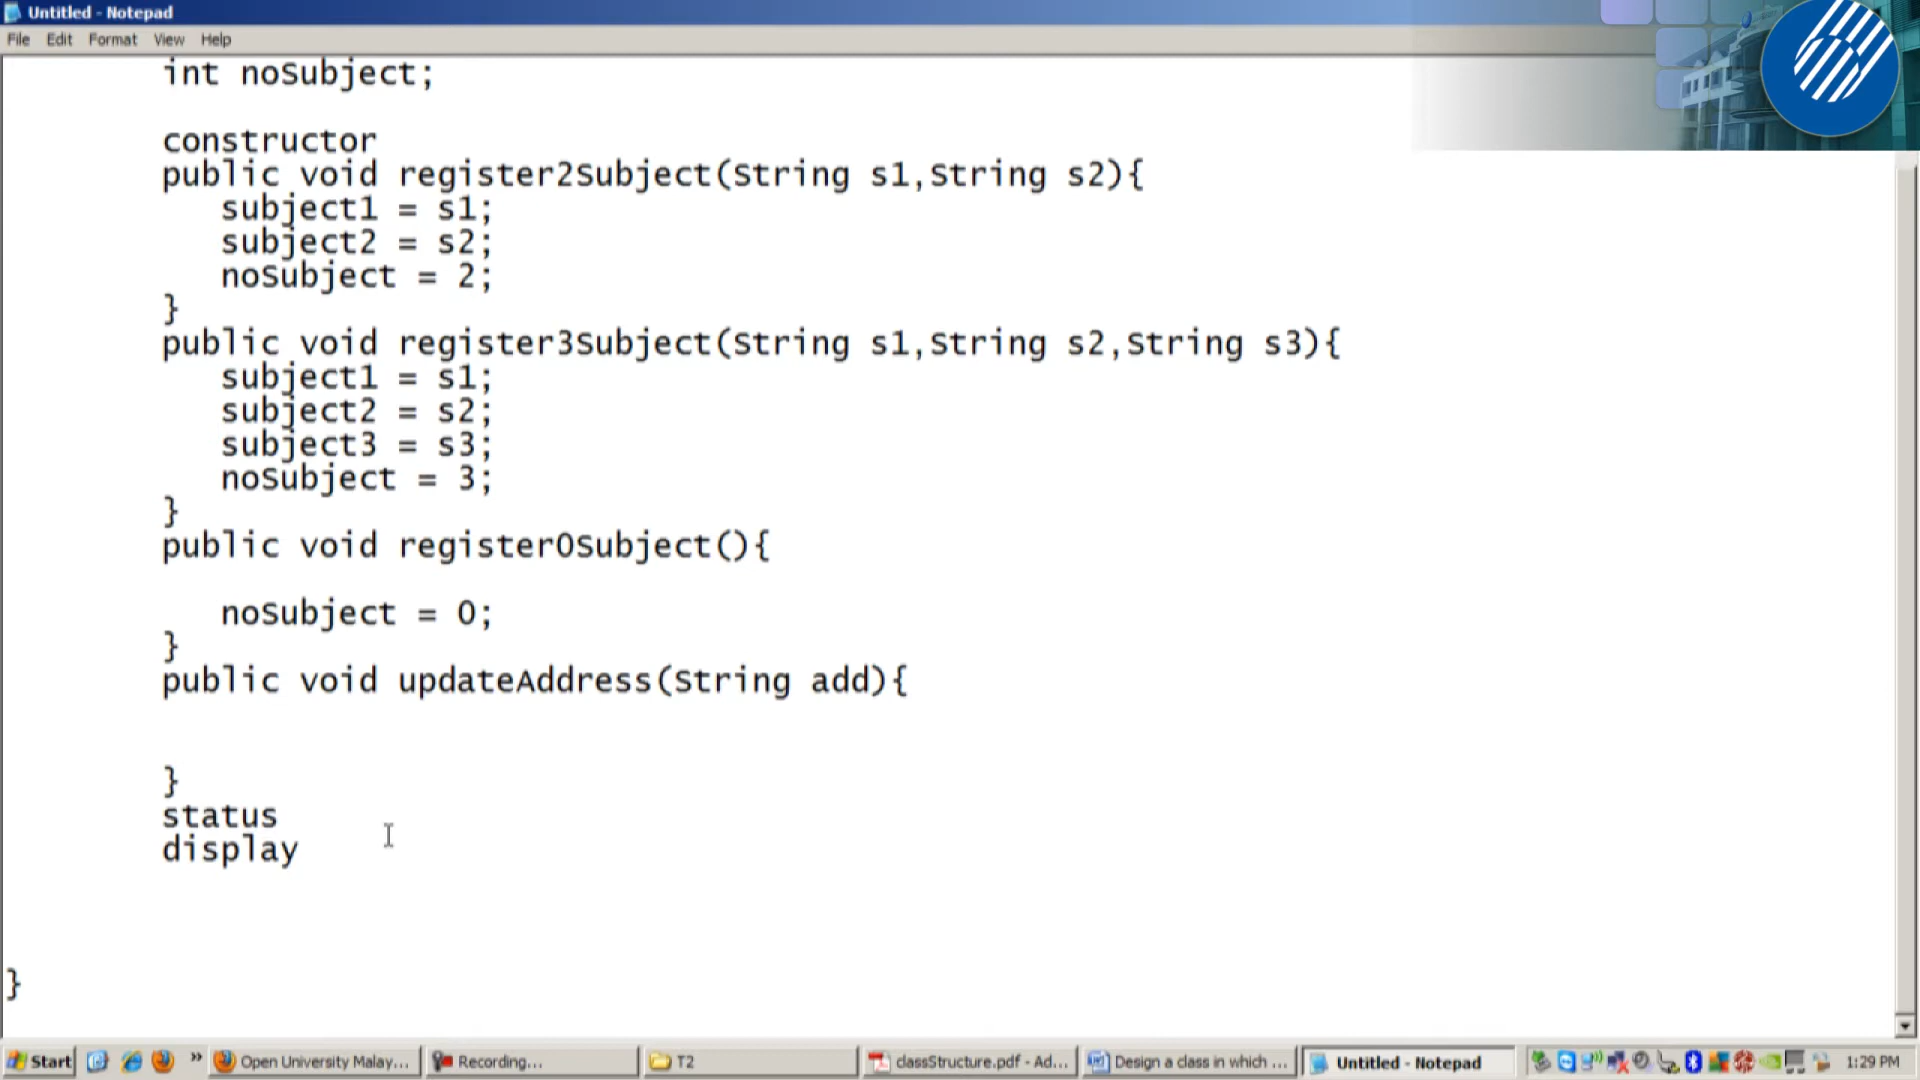 Untitled - Notepad
File Edit Format View Help
int noSubject;
constructor
public void register2Subject(String s1,String s2){
subject1 = s1;
subject2 = s2;
noSubject = 2;
}
public void register3Subject(String s1,String s2,String s3){
subject1 = s1;
subject2 = s2;
subject3 = s3;
noSubject = 3;
}
public void register0Subject(){
noSubject = 0;
}
public void updateAddress(String add){
}
status
display
}
Start » Open University Malay... Recording... T2 classStructure.pdf - Ad... Design a class in which ... Untitled - Notepad 1:29 PM